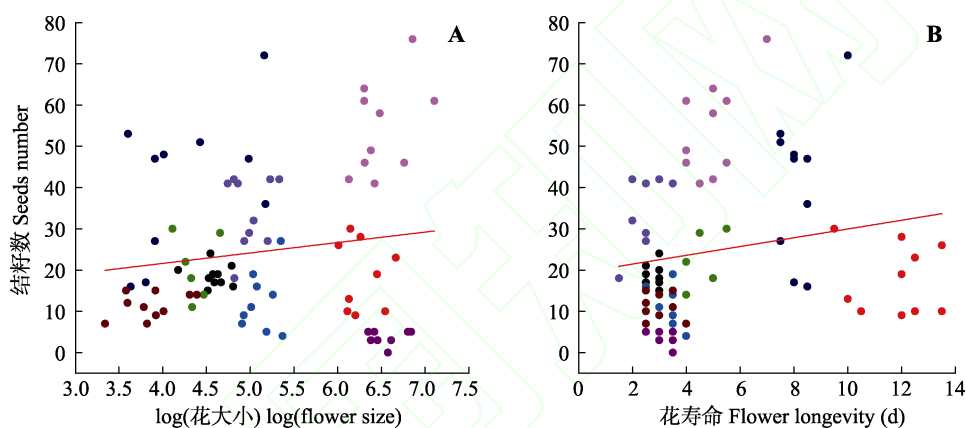 80
70
60
50
40
30
20
10
0
结籽数 Seeds number
A
3.0 3.5 4.0 4.5 5.0 5.5 6.0 6.5 7.0 7.5
log(花大小) log(flower size)
80
70
60
50
40
30
20
10
0
B
0 2 4 6 8 10 12 14
花寿命 Flower longevity (d)